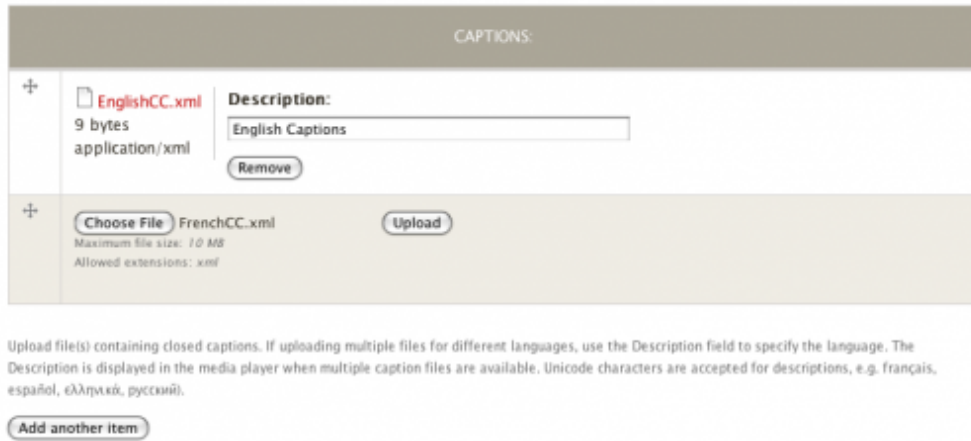 CAPTIONS:
EnglishCC.xml
9 bytes
application/xml
Description:
English Captions
Remove
Choose File FrenchCC.xml Upload
Maximum file size: 10 MB
Allowed extensions: xml
Upload file(s) containing closed captions. If uploading multiple files for different languages, use the Description field to specify the language. The
Description is displayed in the media player when multiple caption files are available. Unicode characters are accepted for descriptions, e.g. français,
español, ελληνικά, русский).
Add another item